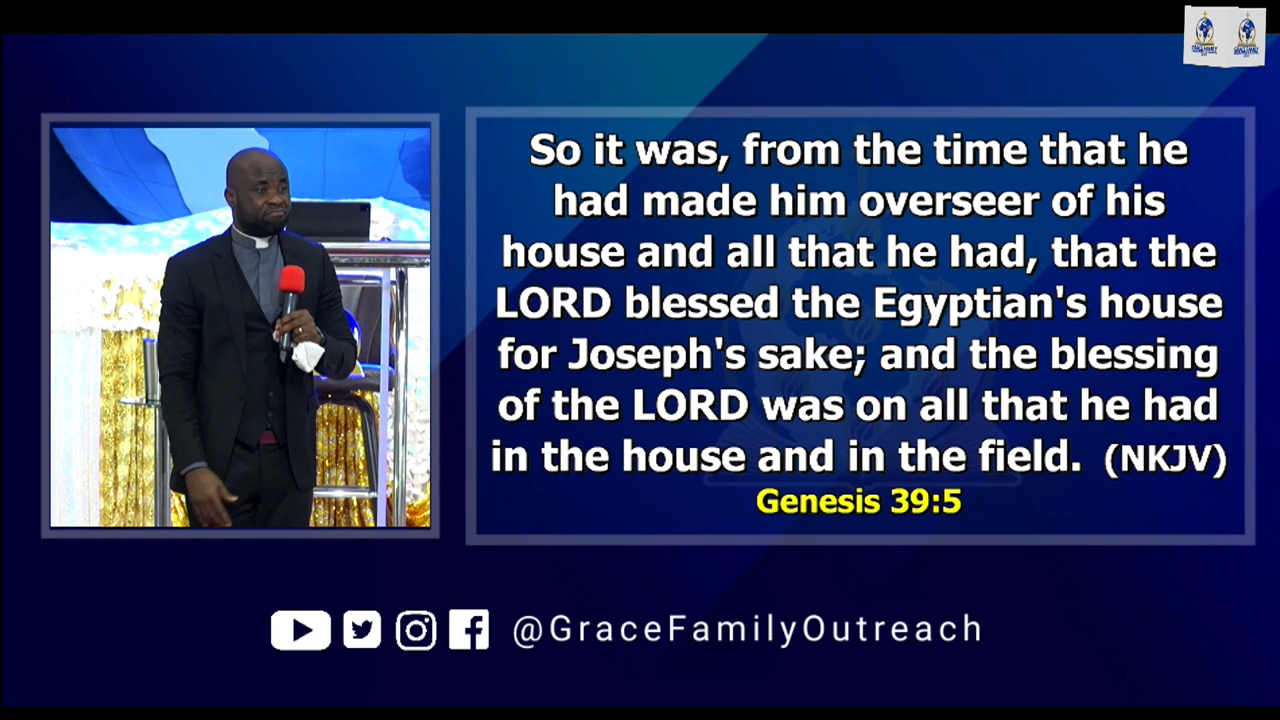 So it was, from the time that he
had made him overseer of his
house and all that he had, that the
LORD blessed the Egyptian's house
for Joseph's sake; and the blessing
of the LORD was on all that he had
in the house and in the field. (NKJV)
Genesis 39:5
@GraceFamilyOutreach